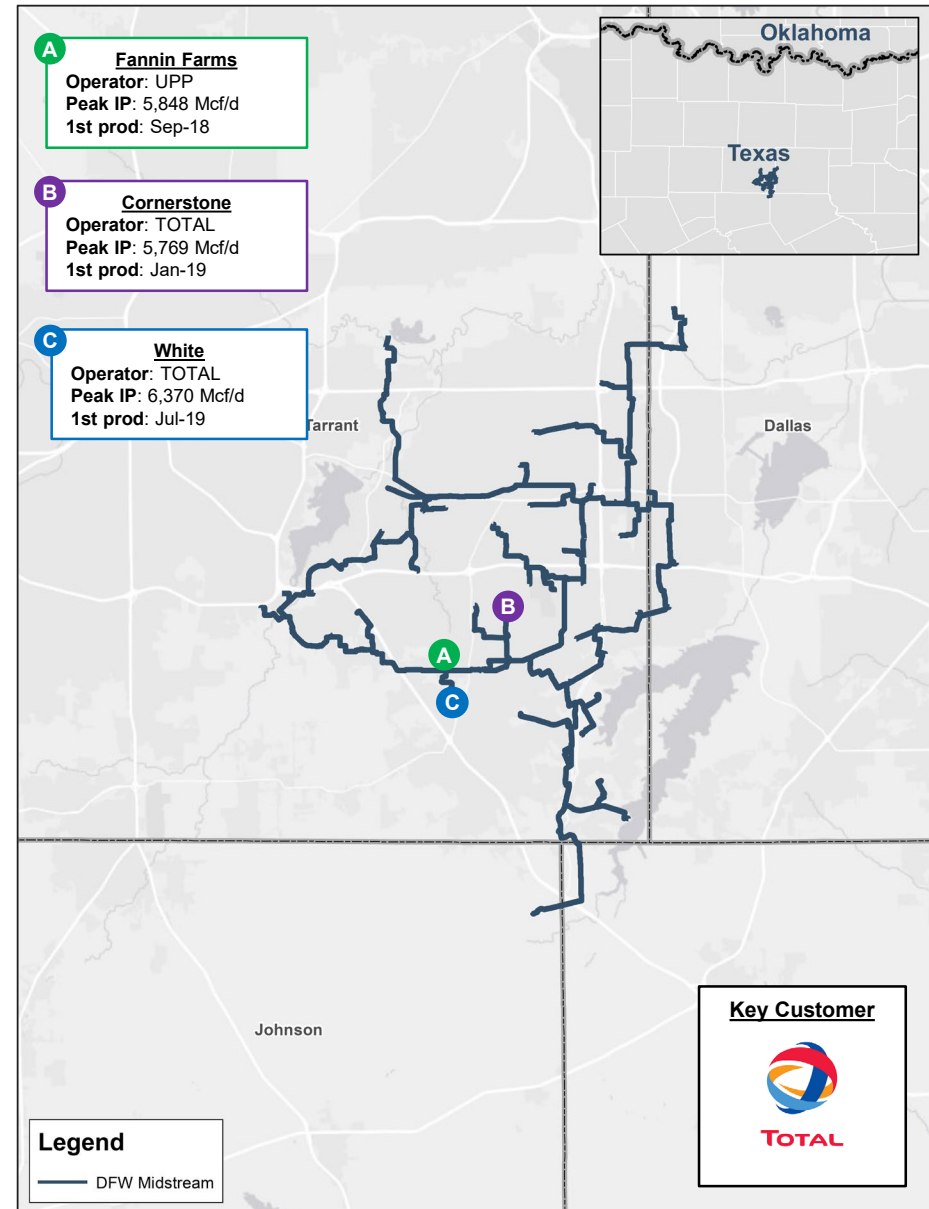 A
Fannin Farms
Operator: UPP
Peak IP: 5,848 Mcf/d
1st prod: Sep-18
B
Cornerstone
Operator: TOTAL
Peak IP: 5,769 Mcf/d
1st prod: Jan-19
C
White
Operator: TOTAL
Peak IP: 6,370 Mcf/d
1st prod: Jul-19
Oklahoma
Texas
Tarrant
Dallas
B
A
C
Johnson
Key Customer
TOTAL
Legend
DFW Midstream